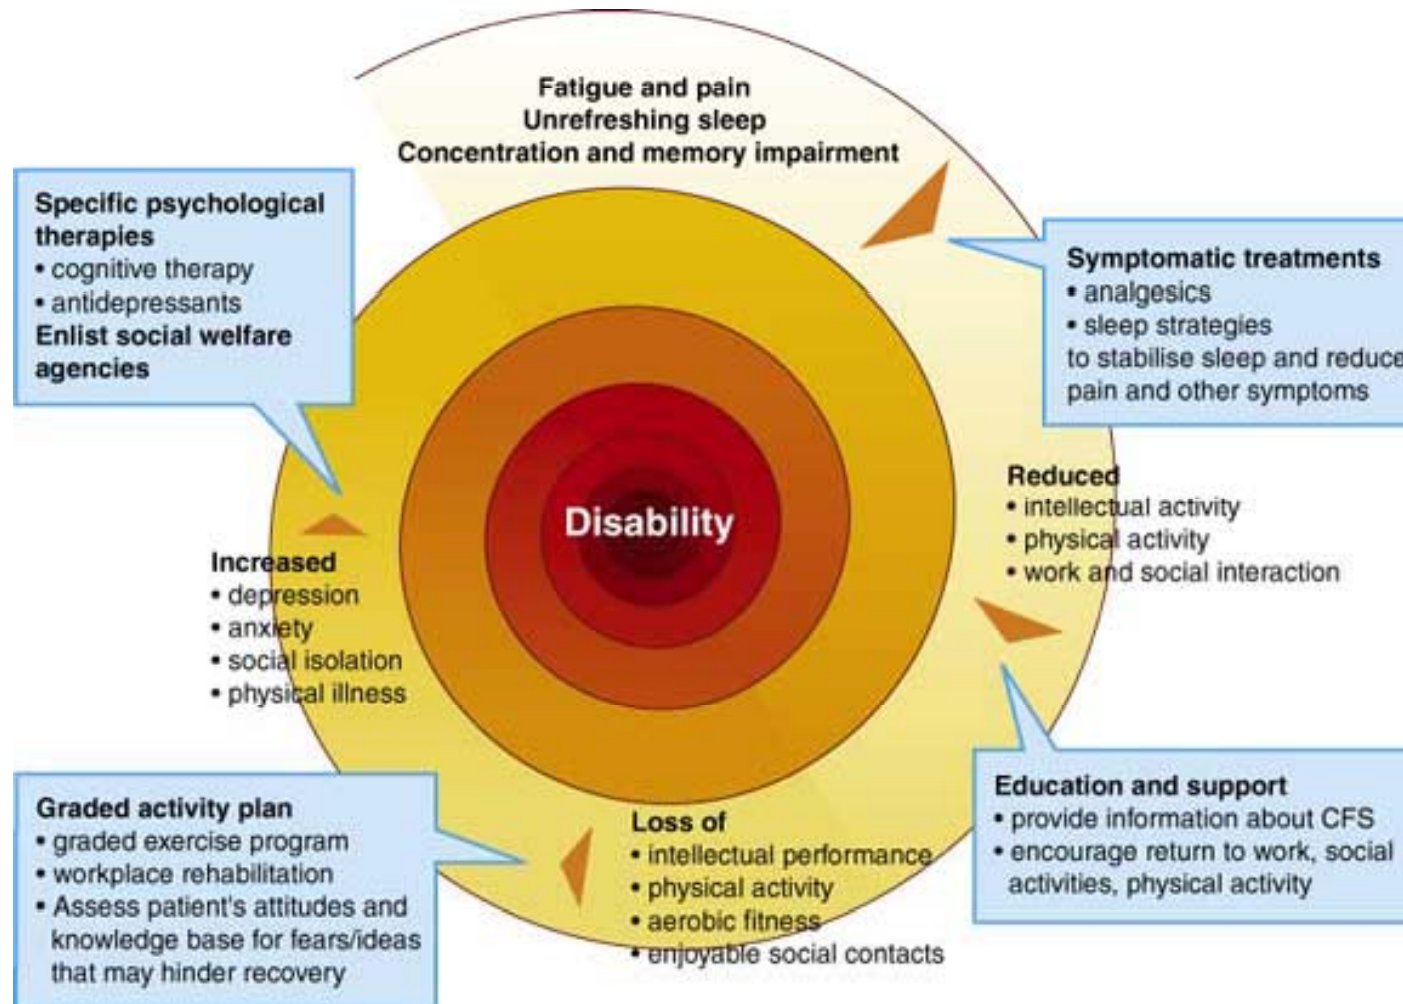 Fatigue and pain
Unrefreshing sleep
Concentration and memory impairment
Specific psychological
therapies
• cognitive therapy
• antidepressants
Enlist social welfare
agencies
Symptomatic treatments
• analgesics
• sleep strategies
to stabilise sleep and reduce
pain and other symptoms
Reduced
• intellectual activity
• physical activity
• work and social interaction
Disability
Increased
• depression
• anxiety
• social isolation
• physical illness
Education and support
• provide information about CFS
• encourage return to work, social
activities, physical activity
Loss of
• intellectual performance
• physical activity
• aerobic fitness
• enjoyable social contacts
Graded activity plan
• graded exercise program
• workplace rehabilitation
• Assess patient's attitudes and
knowledge base for fears/ideas
that may hinder recovery